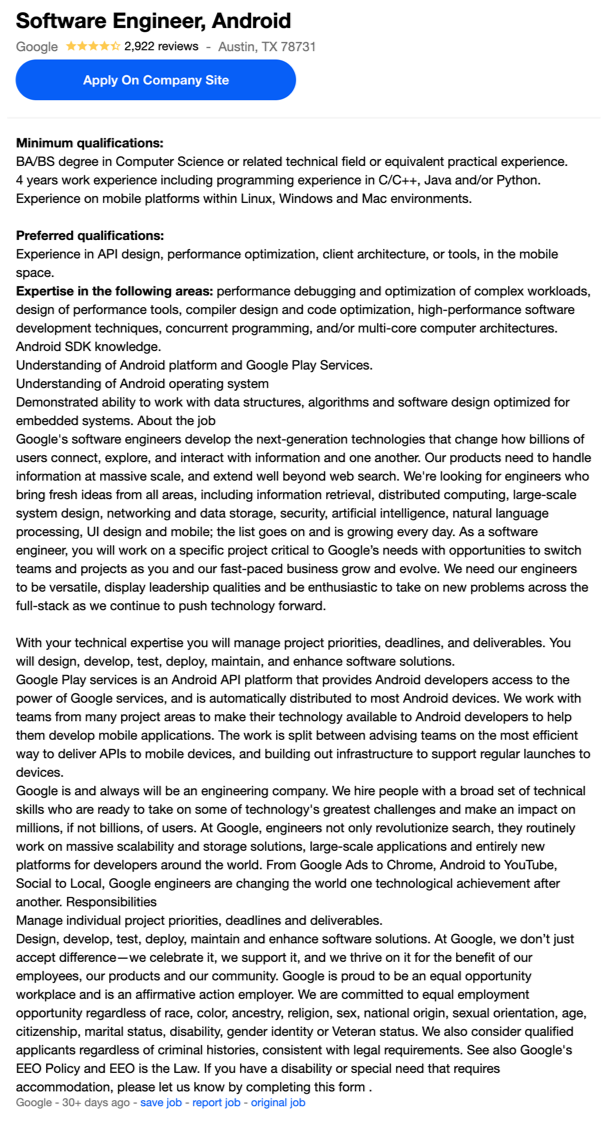 Software Engineer, Android
Google 2,922 reviews - Austin, TX 78731
Apply On Company Site
Minimum qualifications:
BA/BS degree in Computer Science or related technical field or equivalent practical experience.
4 years work experience including programming experience in C/C++, Java and/or Python.
Experience on mobile platforms within Linux, Windows and Mac environments.
Preferred qualifications:
Experience in API design, performance optimization, client architecture, or tools, in the mobile
space.
Expertise in the following areas: performance debugging and optimization of complex workloads,
design of performance tools, compiler design and code optimization, high-performance software
development techniques, concurrent programming, and/or multi-core computer architectures.
Android SDK knowledge.
Understanding of Android platform and Google Play Services.
Understanding of Android operating system
Demonstrated ability to work with data structures, algorithms and software design optimized for
embedded systems. About the job
Google's software engineers develop the next-generation technologies that change how billions of
users connect, explore, and interact with information and one another. Our products need to handle
information at massive scale, and extend well beyond web search. We're looking for engineers who
bring fresh ideas from all areas, including information retrieval, distributed computing, large-scale
system design, networking and data storage, security, artificial intelligence, natural language
processing, UI design and mobile; the list goes on and is growing every day. As a software
engineer, you will work on a specific project critical to Google’s needs with opportunities to switch
teams and projects as you and our fast-paced business grow and evolve. We need our engineers
to be versatile, display leadership qualities and be enthusiastic to take on new problems across the
full-stack as we continue to push technology forward.
With your technical expertise you will manage project priorities, deadlines, and deliverables. You
will design, develop, test, deploy, maintain, and enhance software solutions.
Google Play services is an Android API platform that provides Android developers access to the
power of Google services, and is automatically distributed to most Android devices. We work with
teams from many project areas to make their technology available to Android developers to help
them develop mobile applications. The work is split between advising teams on the most efficient
way to deliver APIs to mobile devices, and building out infrastructure to support regular launches to
devices.
Google is and always will be an engineering company. We hire people with a broad set of technical
skills who are ready to take on some of technology's greatest challenges and make an impact on
millions, if not billions, of users. At Google, engineers not only revolutionize search, they routinely
work on massive scalability and storage solutions, large-scale applications and entirely new
platforms for developers around the world. From Google Ads to Chrome, Android to YouTube,
Social to Local, Google engineers are changing the world one technological achievement after
another. Responsibilities
Manage individual project priorities, deadlines and deliverables.
Design, develop, test, deploy, maintain and enhance software solutions. At Google, we don’t just
accept difference—we celebrate it, we support it, and we thrive on it for the benefit of our
employees, our products and our community. Google is proud to be an equal opportunity
workplace and is an affirmative action employer. We are committed to equal employment
opportunity regardless of race, color, ancestry, religion, sex, national origin, sexual orientation, age,
citizenship, marital status, disability, gender identity or Veteran status. We also consider qualified
applicants regardless of criminal histories, consistent with legal requirements. See also Google's
EEO Policy and EEO is the Law. If you have a disability or special need that requires
accommodation, please let us know by completing this form .
Google - 30+ days ago - save job - report job - original job